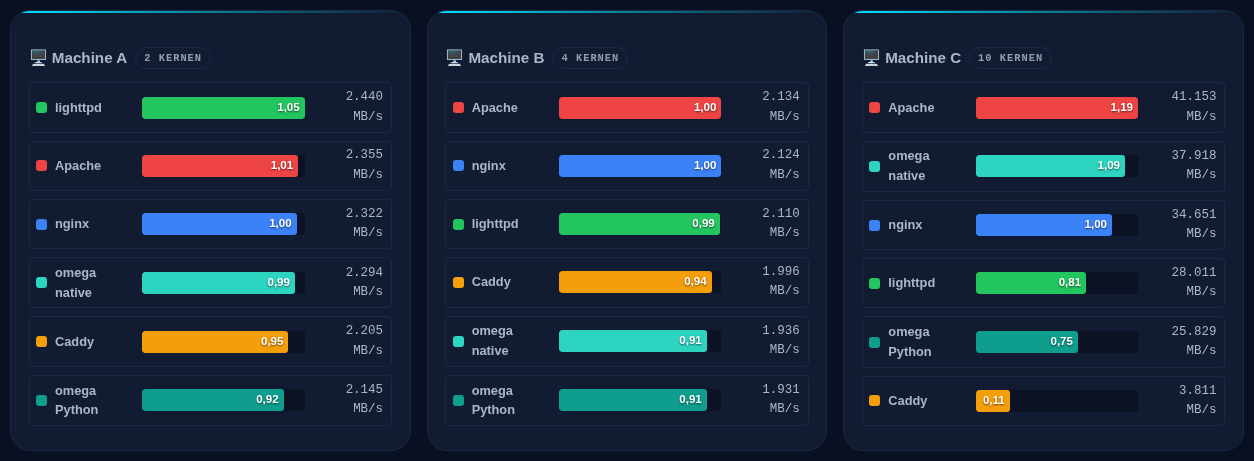 Machine A 2 KERNEN
lighttpd 1,05 2.440 MB/s
Apache 1,01 2.355 MB/s
nginx 1,00 2.322 MB/s
omega native 0,99 2.294 MB/s
Caddy 0,95 2.205 MB/s
omega Python 0,92 2.145 MB/s
Machine B 4 KERNEN
Apache 1,00 2.134 MB/s
nginx 1,00 2.124 MB/s
lighttpd 0,99 2.110 MB/s
Caddy 0,94 1.996 MB/s
omega native 0,91 1.936 MB/s
omega Python 0,91 1.931 MB/s
Machine C 10 KERNEN
Apache 1,19 41.153 MB/s
omega native 1,09 37.918 MB/s
nginx 1,00 34.651 MB/s
lighttpd 0,81 28.011 MB/s
omega Python 0,75 25.829 MB/s
Caddy 0,11 3.811 MB/s